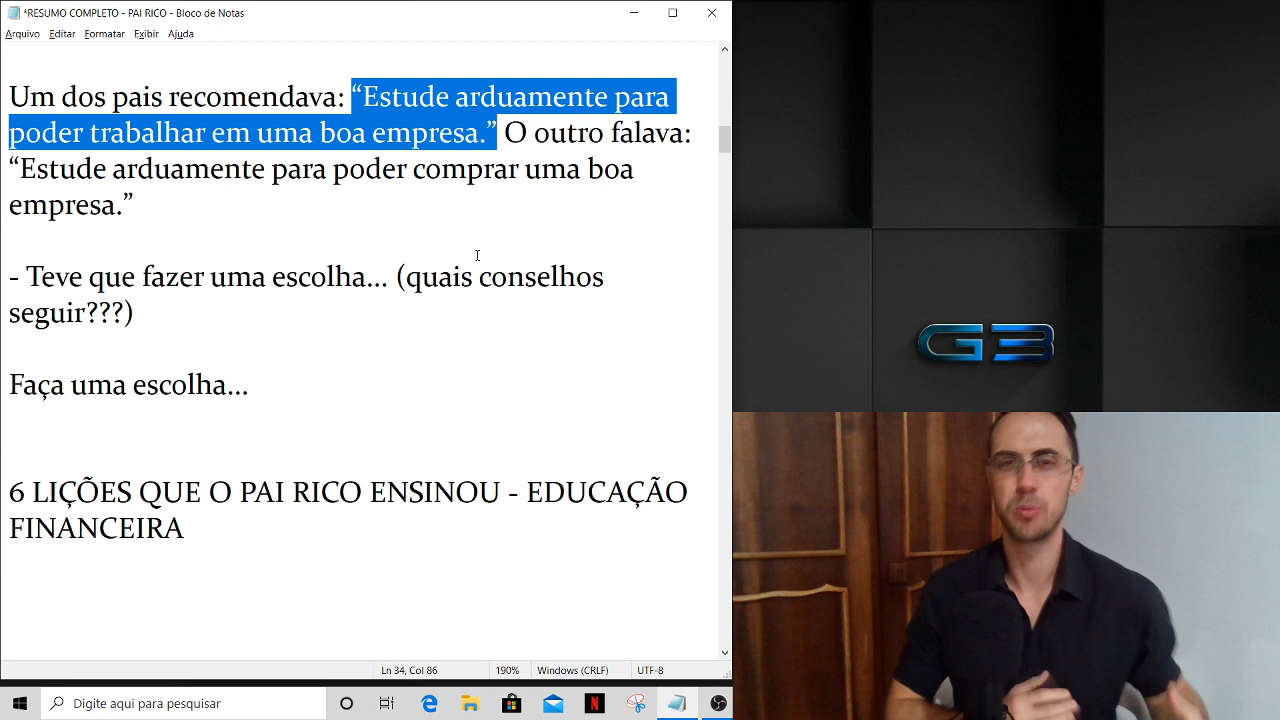 *RESUMO COMPLETO - PAI RICO - Bloco de Notas
Arquivo Editar Formatar Exibir Ajuda
Um dos pais recomendava: “Estude arduamente para
poder trabalhar em uma boa empresa.” O outro falava:
“Estude arduamente para poder comprar uma boa
empresa.”
- Teve que fazer uma escolha... (quais conselhos
seguir???)
Faça uma escolha...
6 LIÇÕES QUE O PAI RICO ENSINOU - EDUCAÇÃO
FINANCEIRA
Ln 34, Col 86 190% Windows (CRLF) UTF-8
Digite aqui para pesquisar
G3